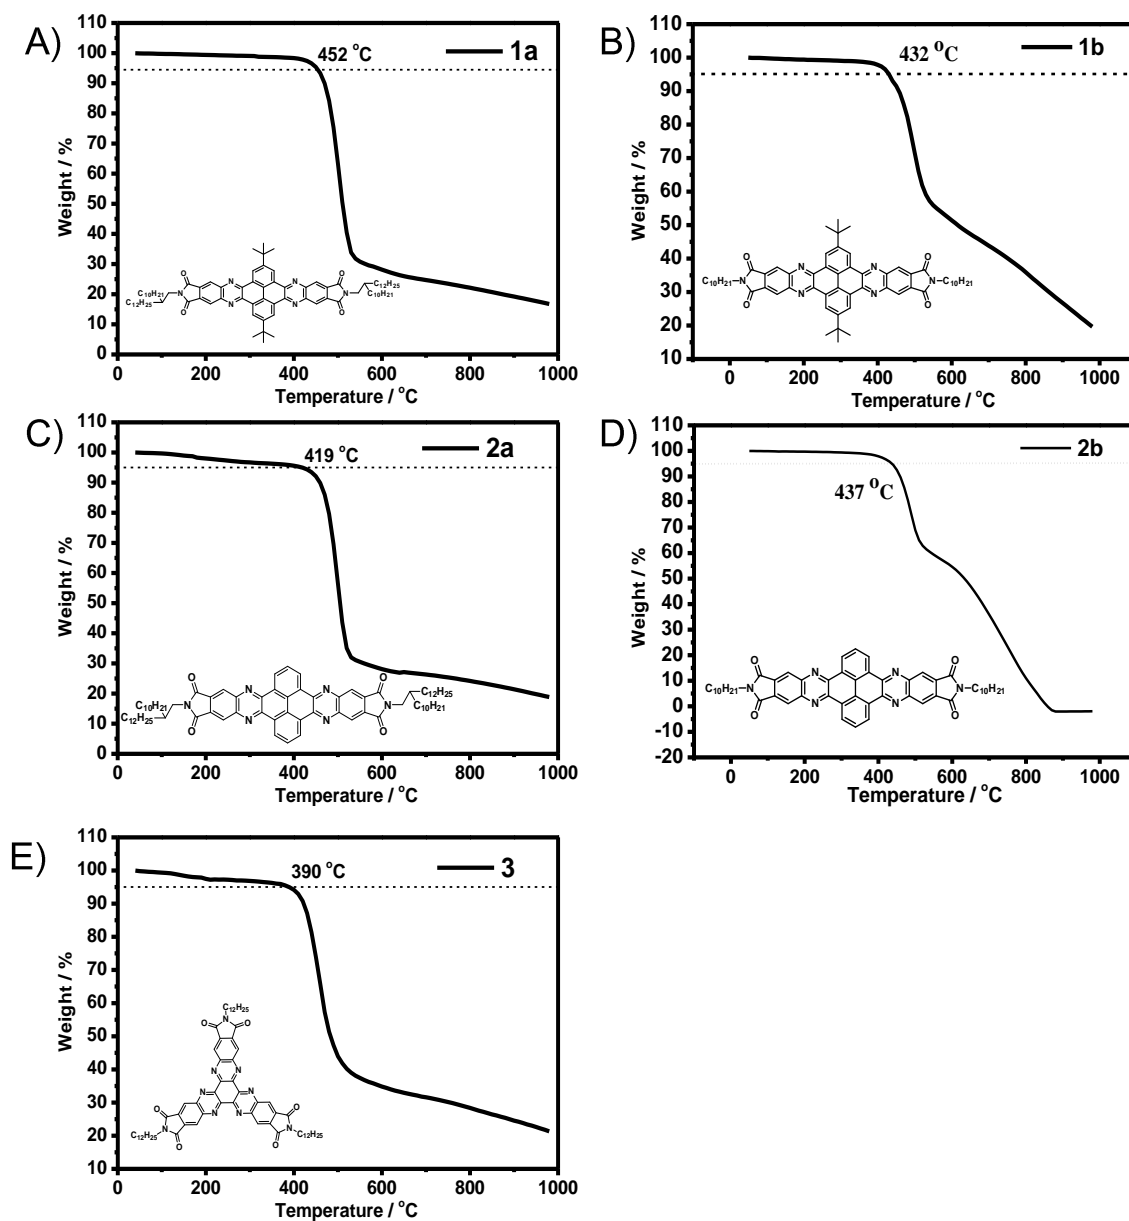 A)
452 °C
1a
Weight / %
110
100
90
80
70
60
50
40
30
20
10
0
0 200 400 600 800 1000
Temperature / °C
O O
N N
C10H21 N N C12H25
C12H25 C10H21
N N
O O
B)
432 °C
1b
Weight / %
110
100
90
80
70
60
50
40
30
20
10
0 200 400 600 800 1000
Temperature / °C
O O
N N
C10H21-N N-C10H21
N N
O O
C)
419 °C
2a
Weight / %
110
100
90
80
70
60
50
40
30
20
10
0
0 200 400 600 800 1000
Temperature / °C
O O
N N
C10H21 N N C12H25
C12H25 C10H21
N N
O O
D)
437 °C
2b
Weight / %
110
100
90
80
70
60
50
40
30
20
10
0
-10
-20
0 200 400 600 800 1000
Temperature / °C
O O
N N
C10H21-N N-C10H21
N N
O O
E)
390 °C
3
Weight / %
110
100
90
80
70
60
50
40
30
20
10
0 200 400 600 800 1000
Temperature / °C
C12H25
N
O O
N N
N N
N N
O O
N N
C12H25 C12H25
O O